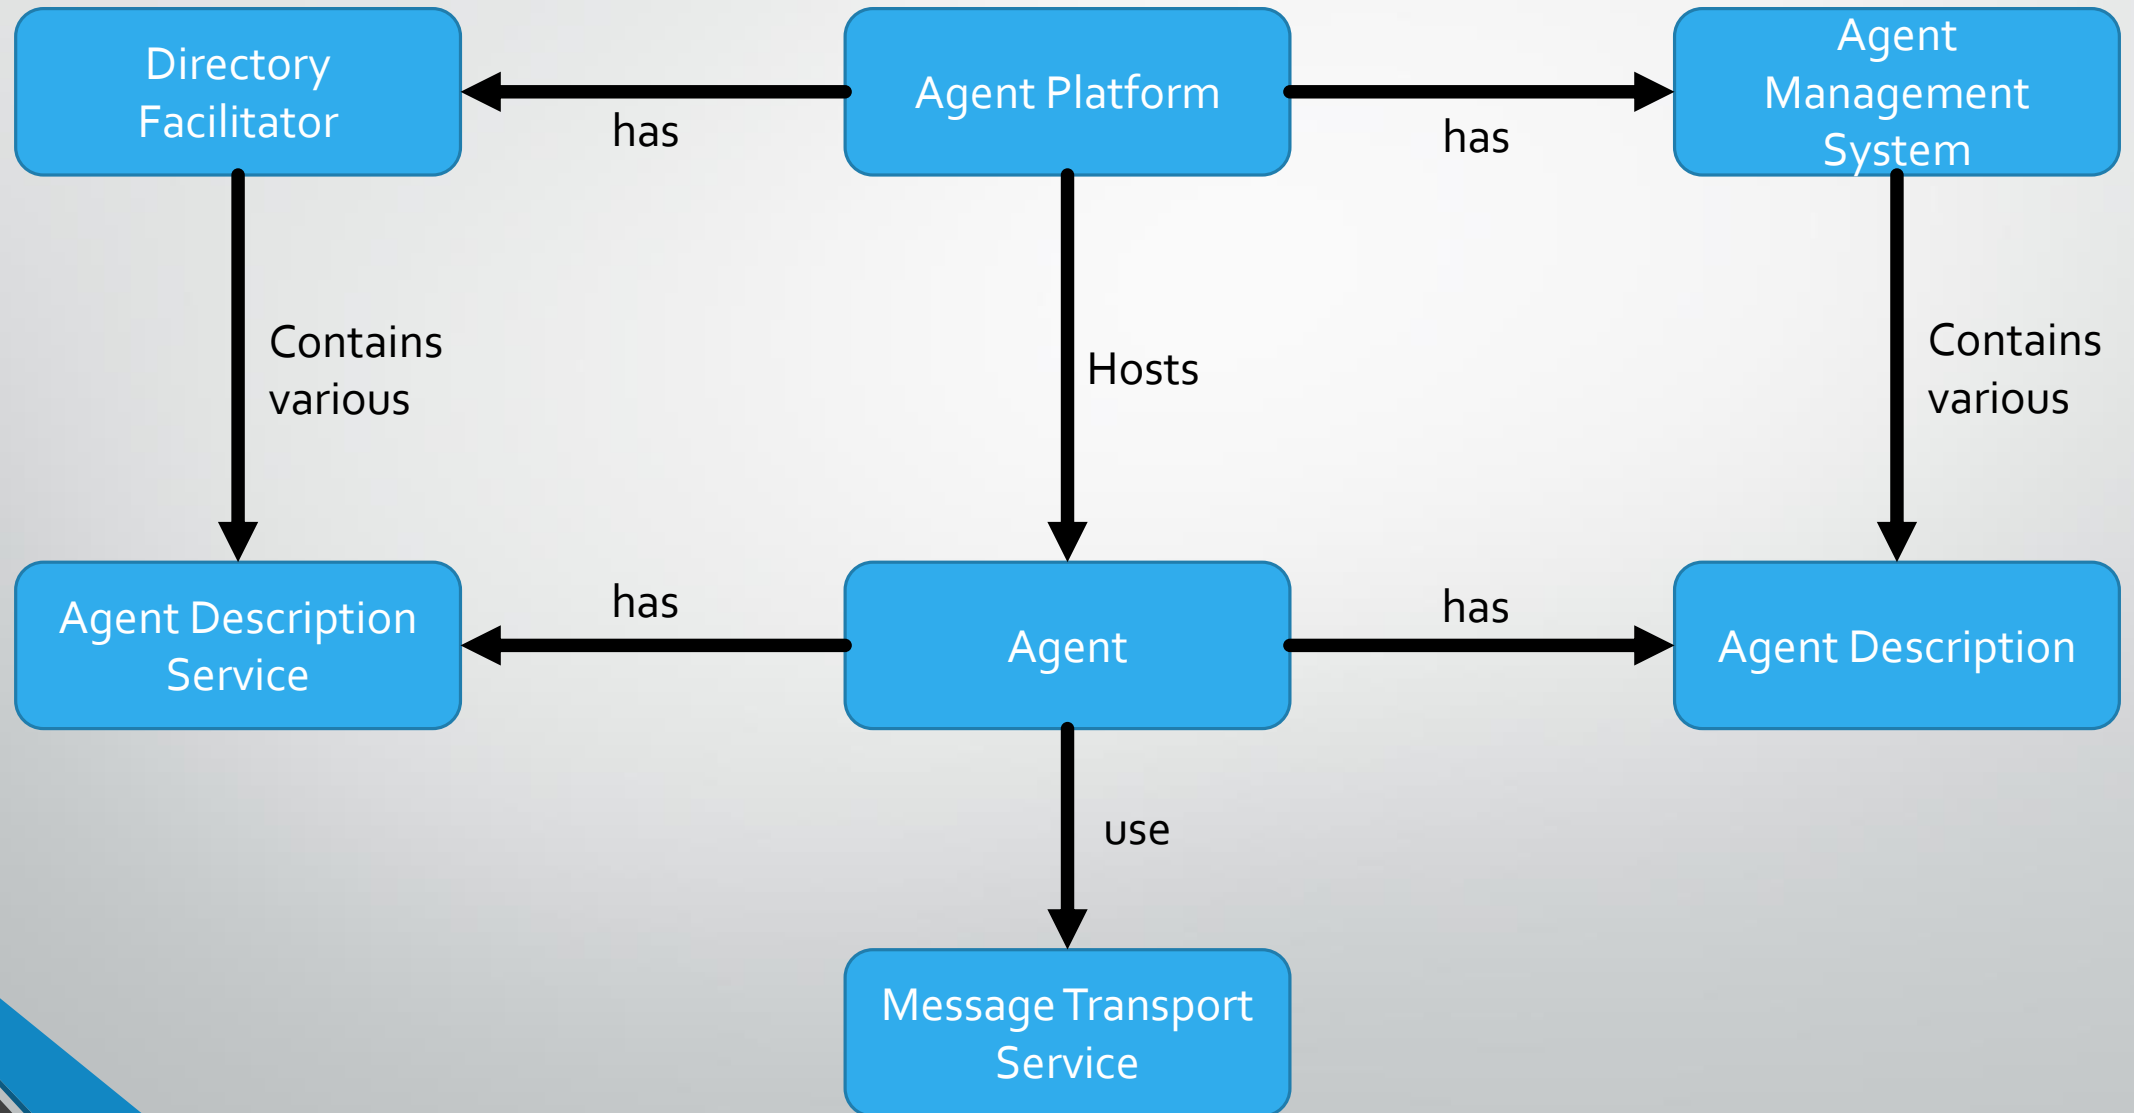 Directory
Facilitator
has
Agent Platform
has
Agent
Management
System
Contains
various
Hosts
Contains
various
Agent Description
Service
has
Agent
has
Agent Description
use
Message Transport
Service